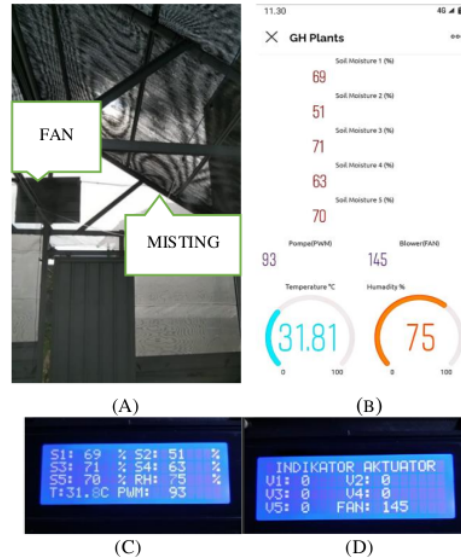 FAN
MISTING
(A)
11.30 4G
GH Plants
Soil Moisture 1 (%)
69
Soil Moisture 2 (%)
51
Soil Moisture 3 (%)
71
Soil Moisture 4 (%)
63
Soil Moisture 5 (%)
70
Pompa(PWM) Blower(FAN)
93 145
Temperature °C Humadity %
31.81 75
0 100 0 100
(B)
S1: 69 % S2: 51 %
S3: 71 % S4: 63 %
S5: 70 % RH: 75 %
T:31.8C PWM: 93
(C)
INDIKATOR AKTUATOR
V1: 0 V2: 0
V3: 0 V4: 0
V5: 0 FAN: 145
(D)